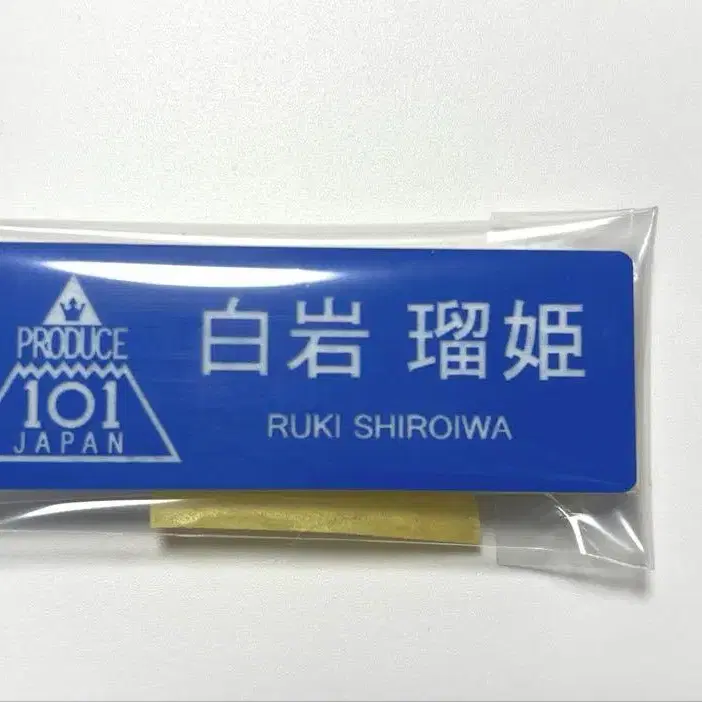 PRODUCE
101
JAPAN
白岩 瑠姫
RUKI SHIROIWA